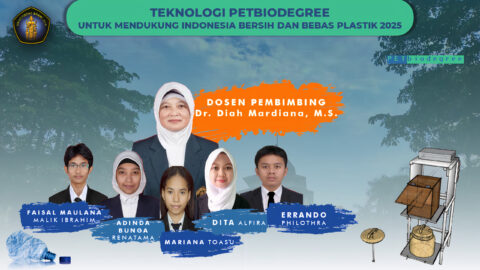 TEKNOLOGI PETBIODEGREE
UNTUK MENDUKUNG INDONESIA BERSIH DAN BEBAS PLASTIK 2025
PETbiodegree
DOSEN PEMBIMBING
Dr. Diah Mardiana, M.S.
FAISAL MAULANA
MALIK IBRAHIM
ADINDA
BUNGA
RENATAMA
MARIANA TOASU
DITA ALFIRA
ERRANDO
PHILOTHRA